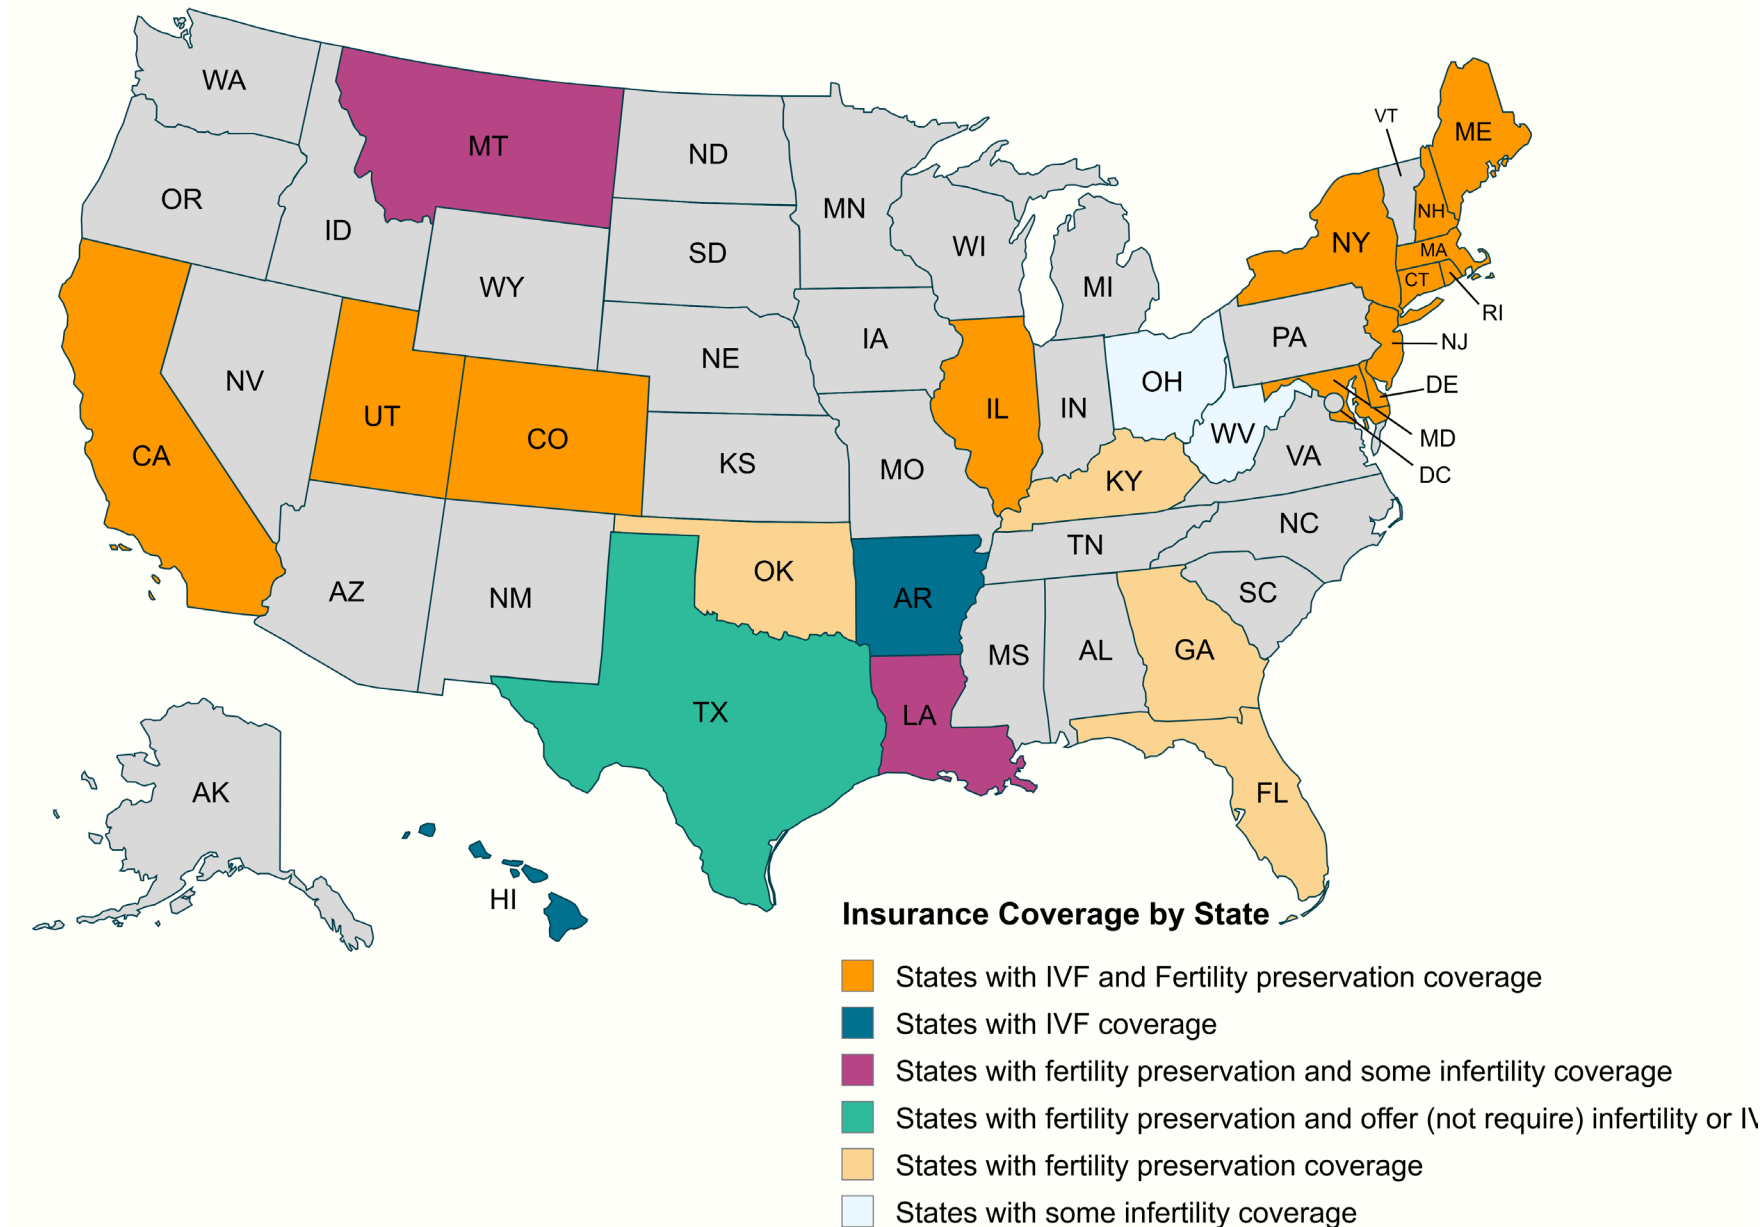 WA
MT
ND
OR
ID
MN
SD
WY
WI
MI
VT
ME
NH
NY
MA
CT
RI
IA
NE
PA
NJ
NV
UT
CO
IL
IN
OH
DE
CA
KS
MO
WV
MD
VA
DC
KY
AZ
NM
OK
AR
TN
NC
SC
TX
LA
MS
AL
GA
AK
HI
FL
Insurance Coverage by State
States with IVF and Fertility preservation coverage
States with IVF coverage
States with fertility preservation and some infertility coverage
States with fertility preservation and offer (not require) infertility or
States with fertility preservation coverage
States with some infertility coverage